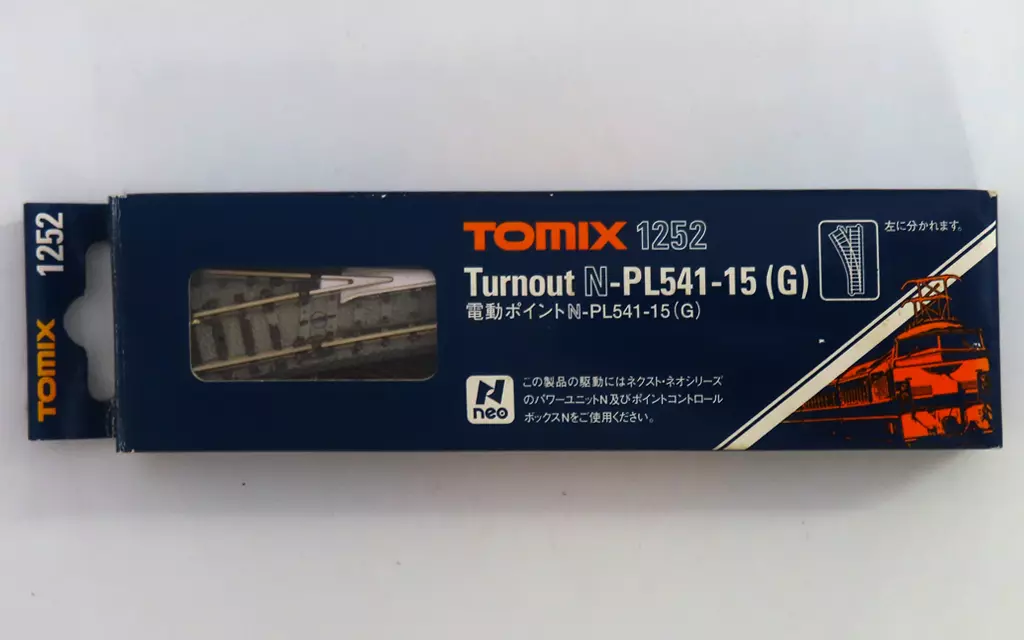 TOMIX 1252
TOMIX 1252
左に分かれます。
Turnout N-PL541-15 (G)
電動ポイントN-PL541-15(G)
N neo
この製品の駆動にはネクスト・ネオシリーズ
のパワーユニットN及びポイントコントロール
ボックスNをご使用ください。